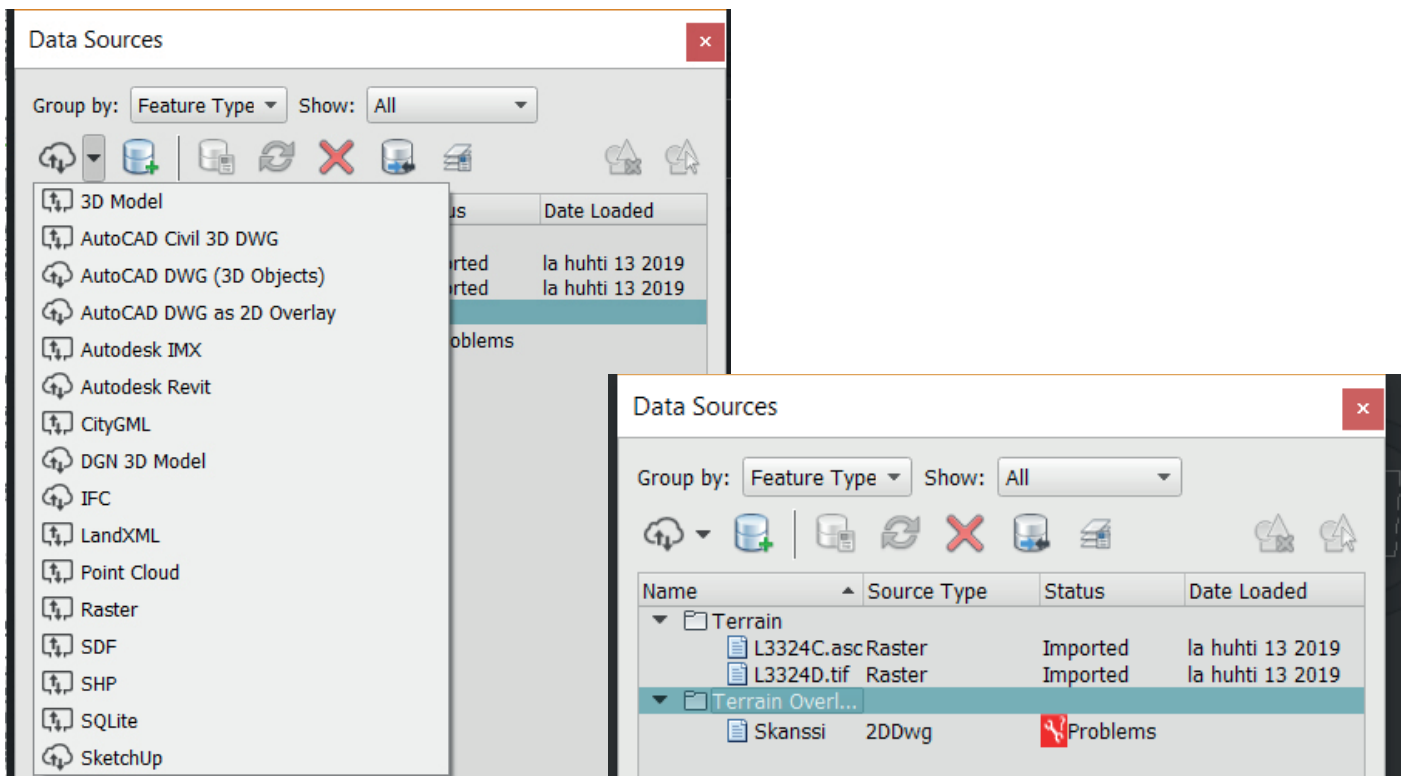 Data Sources
Group by: Feature Type Show: All
Date Loaded
3D Model
AutoCAD Civil 3D DWG
AutoCAD DWG (3D Objects)
AutoCAD DWG as 2D Overlay
Autodesk IMX
Autodesk Revit
CityGML
DGN 3D Model
IFC
LandXML
Point Cloud
Raster
SDF
SHP
SQLite
SketchUp
us
rted la huhti 13 2019
rted la huhti 13 2019
oblems
Data Sources
Group by: Feature Type Show: All
Name Source Type Status Date Loaded
Terrain
L3324C.asc Raster Imported la huhti 13 2019
L3324D.tif Raster Imported la huhti 13 2019
Terrain Overl...
Skanssi 2DDwg Problems